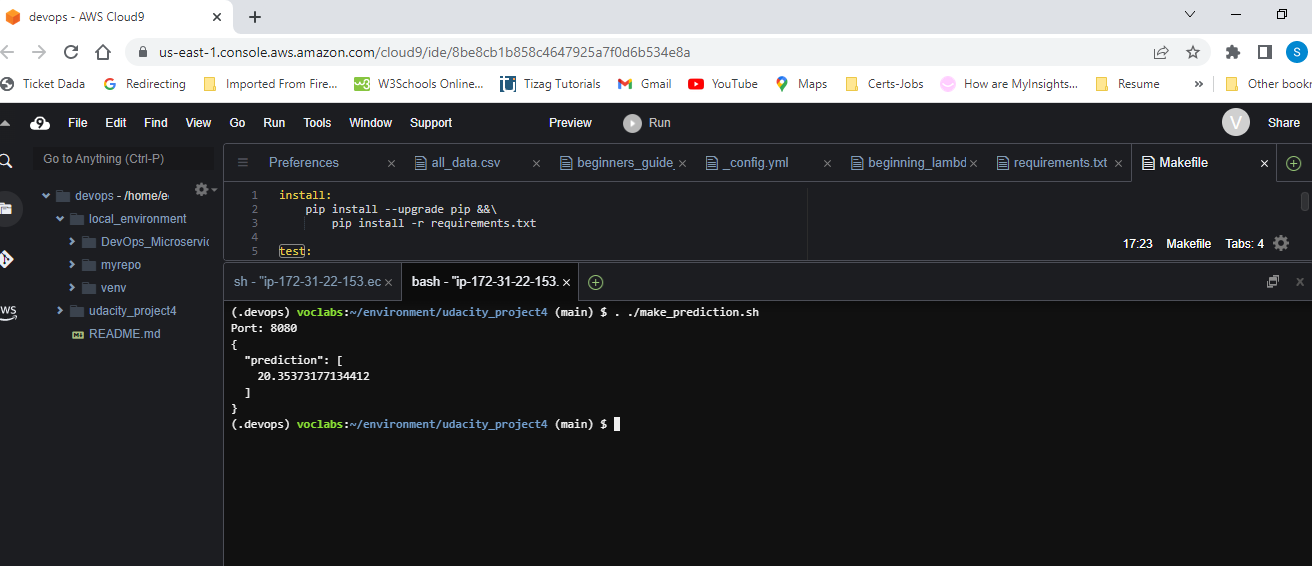 devops - AWS Cloud9
us-east-1.console.aws.amazon.com/cloud9/ide/8be8cb1b858c4647925a7f0d6b534e8a
S
Ticket Dada Redirecting Imported From Fire... W3Schools Online... Tizag Tutorials Gmail YouTube Maps Certs-Jobs How are MyInsights... Resume » Other bookr
9 File Edit Find View Go Run Tools Window Support Preview Run V Share
Go to Anything (Ctrl-P)
Preferences all_data.csv beginners_guide_ _config.yml beginning_lambd requirements.txt Makefile
devops - /home/e
local_environment
DevOps_Microservic
myrepo
venv
udacity_project4
README.md
WS
1 install:
2 pip install --upgrade pip &&\
3 pip install -r requirements.txt
4
5 test:
17:23 Makefile Tabs: 4
sh - "ip-172-31-22-153.ec bash - "ip-172-31-22-153.
(.devops) voclabs:~/environment/udacity_project4 (main) $ . ./make_prediction.sh
Port: 8080
{
"prediction": [
20.35373177134412
]
}
(.devops) voclabs:~/environment/udacity_project4 (main) $